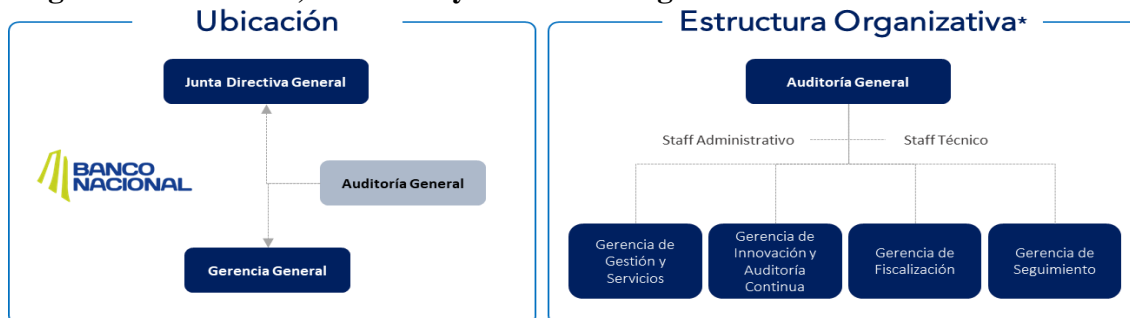 Ubicación
Junta Directiva General
BANCO
NACIONAL
Auditoría General
Gerencia General
Estructura Organizativa*
Auditoría General
Staff Administrativo
Staff Técnico
Gerencia de
Gestión y
Servicios
Gerencia de
Innovación y
Auditoría
Continua
Gerencia de
Fiscalización
Gerencia de
Seguimiento